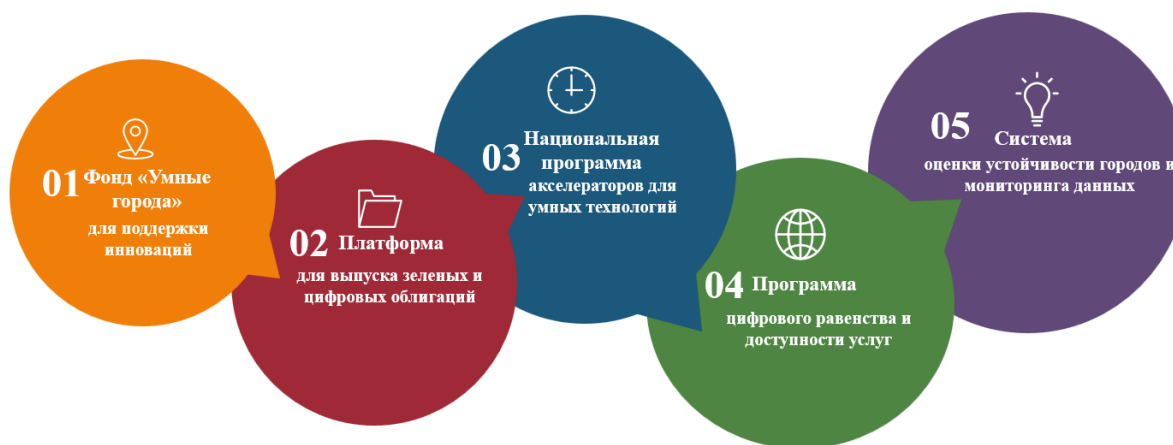 01 Фонд «Умные
города»
для поддержки
инноваций
02 Платформа
для выпуска зеленых и
цифровых облигаций
03 Национальная
программа
акселераторов для
умных технологий
04 Программа
цифрового равенства и
доступности услуг
05 Система
оценки устойчивости городов и
мониторинга данных